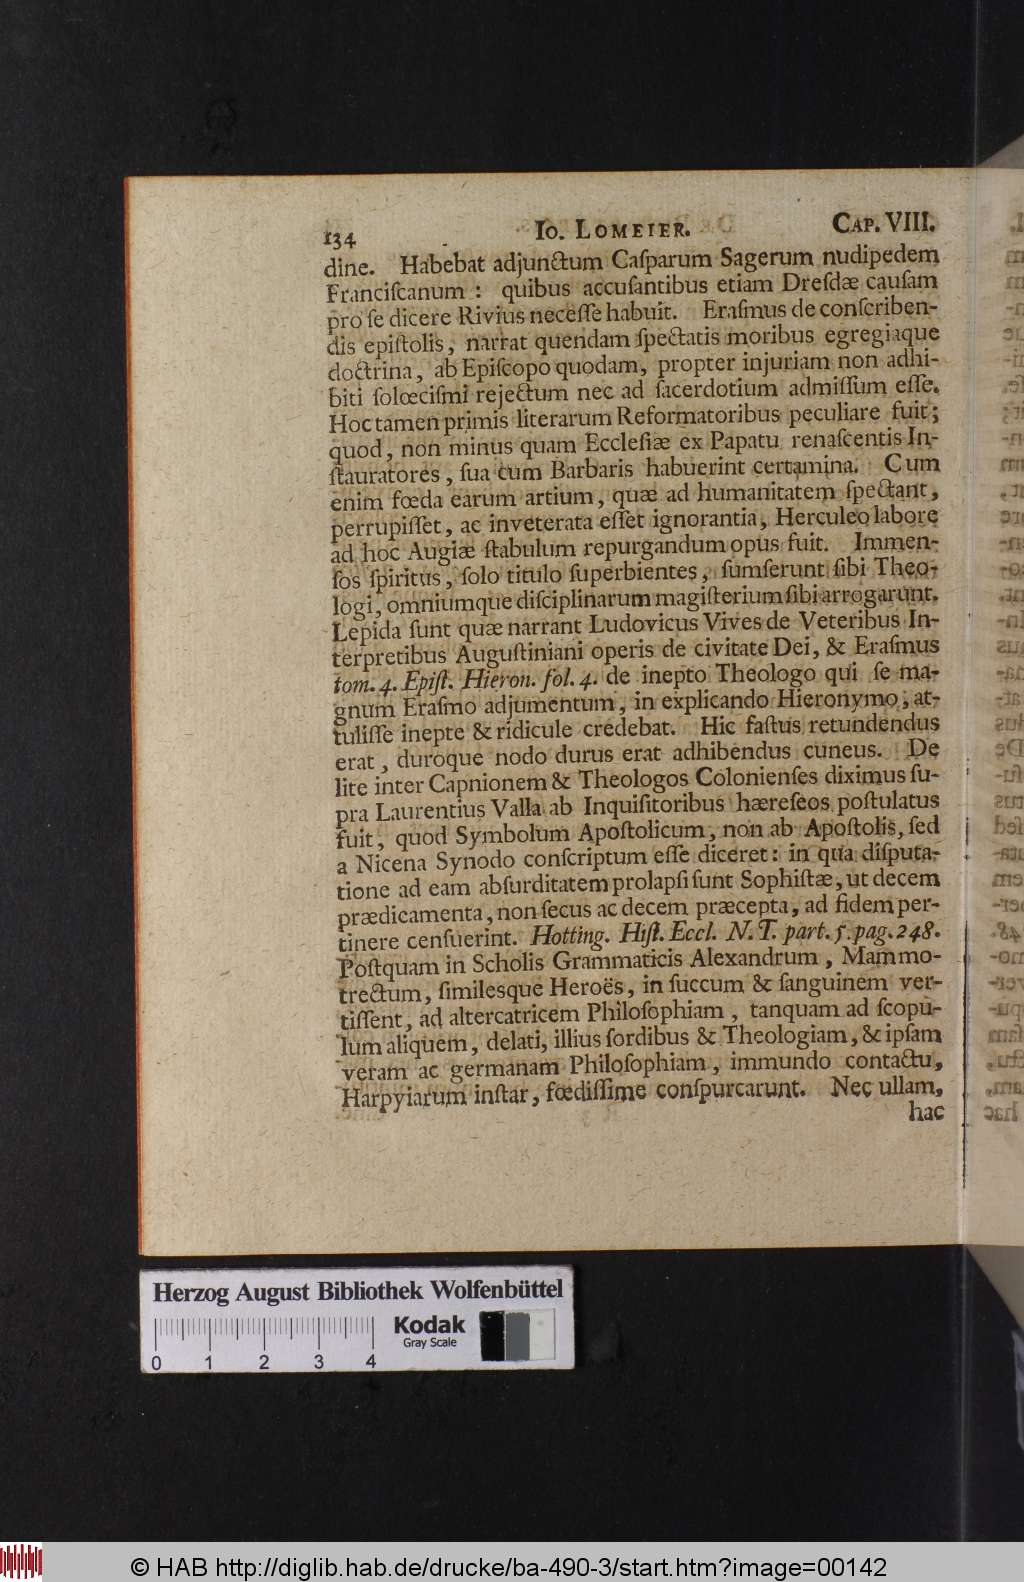 134 Io. Lomeier. Cap. VIII.
dine. Habebat adjunctum Caſparum Sagerum nudipedem
Franciſcanum : quibus accuſantibus etiam Dreſdæ cauſam
pro ſe dicere Rivius neceſſe habuit. Eraſmus de conſcriben-
dis epiſtolis, narrat quendam ſpectatis moribus egregiaque
doctrina, ab Epiſcopo quodam, propter injuriam non adhi-
biti ſolœciſmi rejectum nec ad ſacerdotium admiſſum eſſe.
Hoc tamen primis literarum Reformatoribus peculiare fuit;
quod, non minus quam Eccleſiæ ex Papatu renaſcentis In-
ſtauratores, ſua cum Barbaris habuerint certamina. Cum
enim fœda earum artium, quæ ad humanitatem ſpectant,
perrupiſſet, ac inveterata eſſet ignorantia, Herculeo labore
ad hoc Augiæ ſtabulum repurgandum opus fuit. Immen-
ſos ſpiritus, ſolo titulo ſuperbientes, ſumſerunt ſibi Theo-
logi, omniumque diſciplinarum magiſterium ſibi arrogarunt.
Lepida ſunt quæ narrant Ludovicus Vives de Veteribus In-
terpretibus Auguſtiniani operis de civitate Dei, & Eraſmus
tom. 4. Epiſt. Hieron. fol. 4. de inepto Theologo qui ſe ma-
gnum Eraſmo adjumentum, in explicando Hieronymo, at-
tuliſſe inepte & ridicule credebat. Hic faſtus retundendus
erat, duroque nodo durus erat adhibendus cuneus. De
lite inter Capnionem & Theologos Colonienſes diximus ſu-
pra Laurentius Valla ab Inquiſitoribus hæreſeos poſtulatus
fuit, quod Symbolum Apoſtolicum, non ab Apoſtolis, ſed
a Nicena Synodo conſcriptum eſſe diceret: in qua diſputa-
tione ad eam abſurditatem prolapſi ſunt Sophiſtæ, ut decem
prædicamenta, non ſecus ac decem præcepta, ad fidem per-
tinere cenſuerint. Hotting. Hiſt. Eccl. N. T. part. 5. pag. 248.
Poſtquam in Scholis Grammaticis Alexandrum, Mammo-
trectum, ſimilesque Heroës, in ſuccum & ſanguinem ver-
tiſſent, ad altercatricem Philoſophiam, tanquam ad ſcopu-
lum aliquem, delati, illius ſordibus & Theologiam, & ipſam
veram ac germanam Philoſophiam, immundo contactu,
Harpyiarum inſtar, fœdiſſime conſpurcarunt. Nec ullam,
hac
Herzog August Bibliothek Wolfenbüttel
Kodak
Gray Scale
0 1 2 3 4
© HAB http://diglib.hab.de/drucke/ba-490-3/start.htm?image=00142